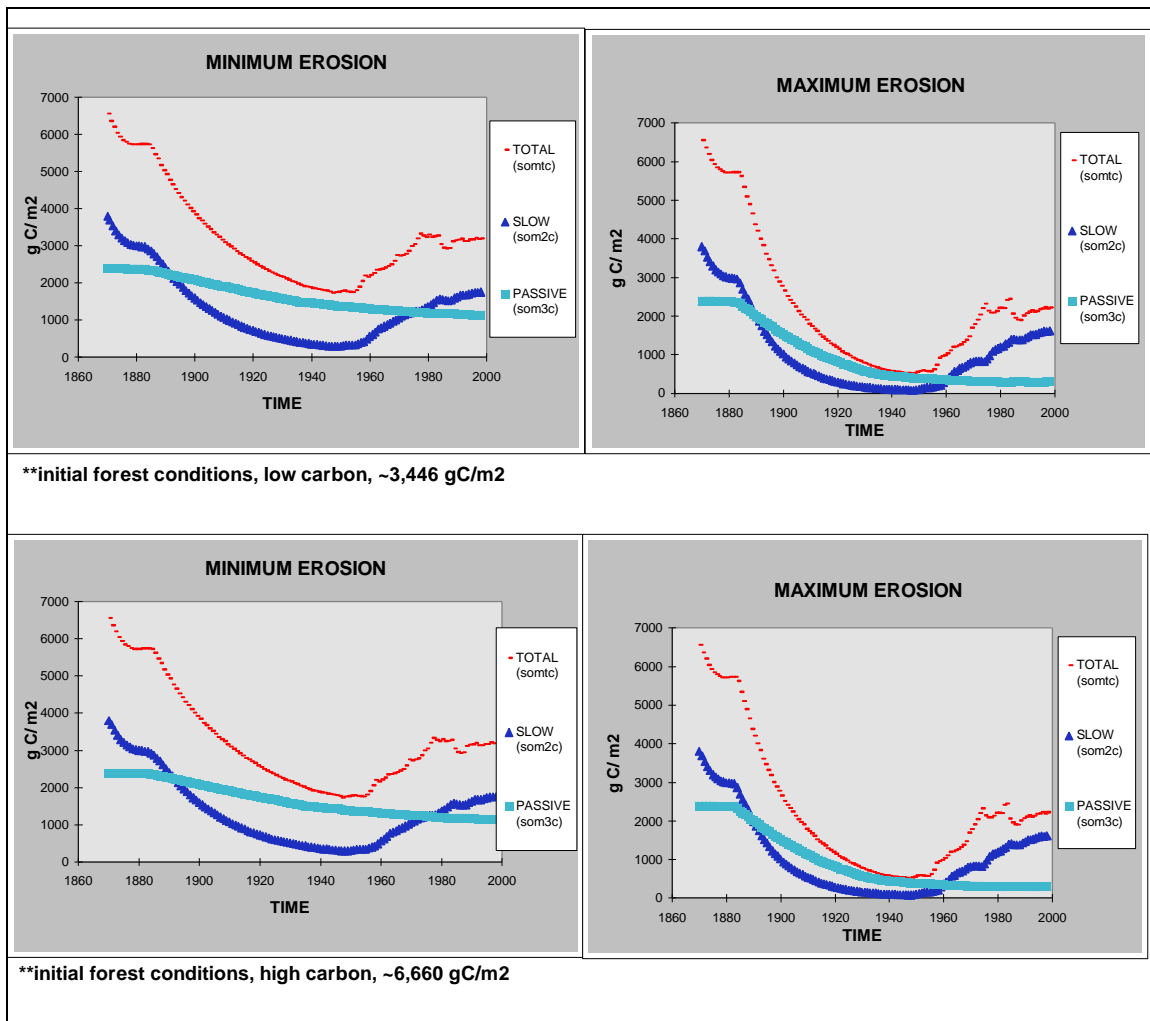 MINIMUM EROSION
7000
6000
5000
4000
3000
2000
1000
0
g C/ m2
1860 1880 1900 1920 1940 1960 1980 2000
TIME
TOTAL
(somtc)
SLOW
(som2c)
PASSIVE
(som3c)
MAXIMUM EROSION
7000
6000
5000
4000
3000
2000
1000
0
g C/ m2
1860 1880 1900 1920 1940 1960 1980 2000
TIME
TOTAL
(somtc)
SLOW
(som2c)
PASSIVE
(som3c)
**initial forest conditions, low carbon, ~3,446 gC/m2
MINIMUM EROSION
7000
6000
5000
4000
3000
2000
1000
0
g C/ m2
1860 1880 1900 1920 1940 1960 1980 2000
TIME
TOTAL
(somtc)
SLOW
(som2c)
PASSIVE
(som3c)
MAXIMUM EROSION
7000
6000
5000
4000
3000
2000
1000
0
g C/ m2
1860 1880 1900 1920 1940 1960 1980 2000
TIME
TOTAL
(somtc)
SLOW
(som2c)
PASSIVE
(som3c)
**initial forest conditions, high carbon, ~6,660 gC/m2